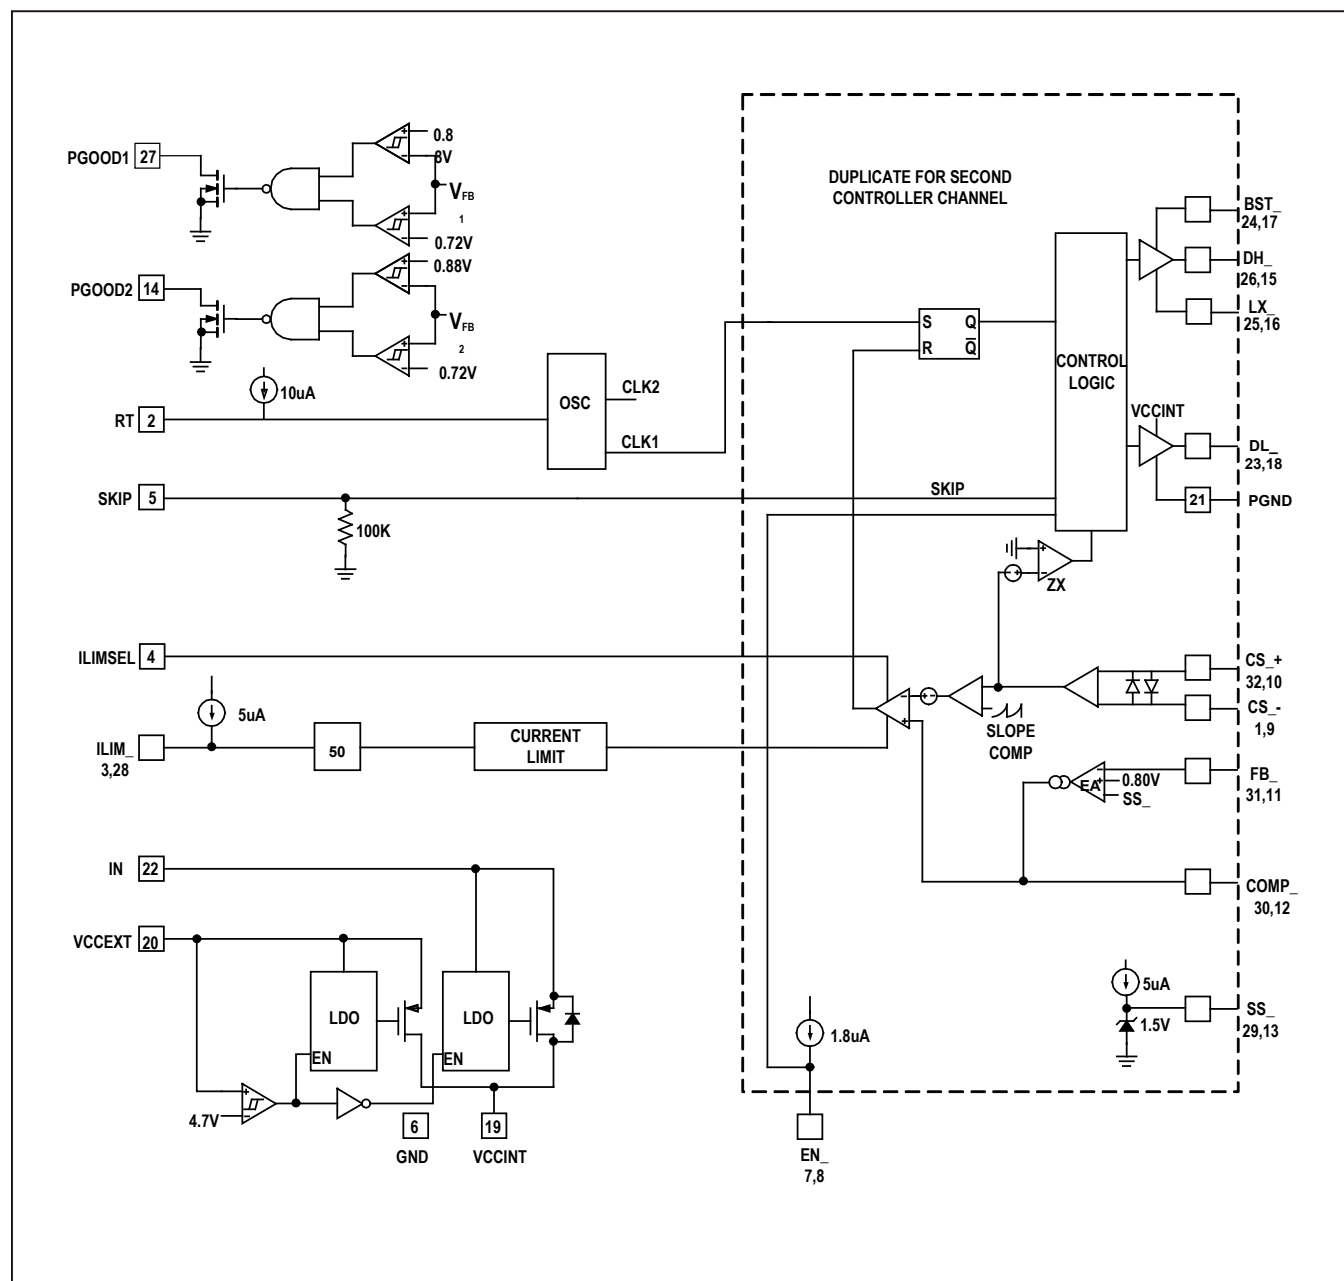 PGOOD1 27
0.8
8V
VFB
1
0.72V
PGOOD2 14
0.88V
VFB
2
0.72V
10uA
RT 2
OSC
CLK2
CLK1
SKIP 5
100K
ILIMSEL 4
5uA
ILIM_
3,28
50
CURRENT
LIMIT
IN 22
VCCEXT 20
LDO
EN
LDO
EN
+
–
4.7V
6
GND
19
VCCINT
DUPLICATE FOR SECOND
CONTROLLER CHANNEL
S Q
R Q̅
CONTROL
LOGIC
BST_
24,17
DH_
26,15
LX_
25,16
VCCINT
DL_
23,18
21 PGND
SKIP
ZX
CS_+
32,10
CS_-
1,9
SLOPE
COMP
EA
0.80V
SS_
FB_
31,11
COMP_
30,12
5uA
1.5V
SS_
29,13
1.8uA
EN_
7,8